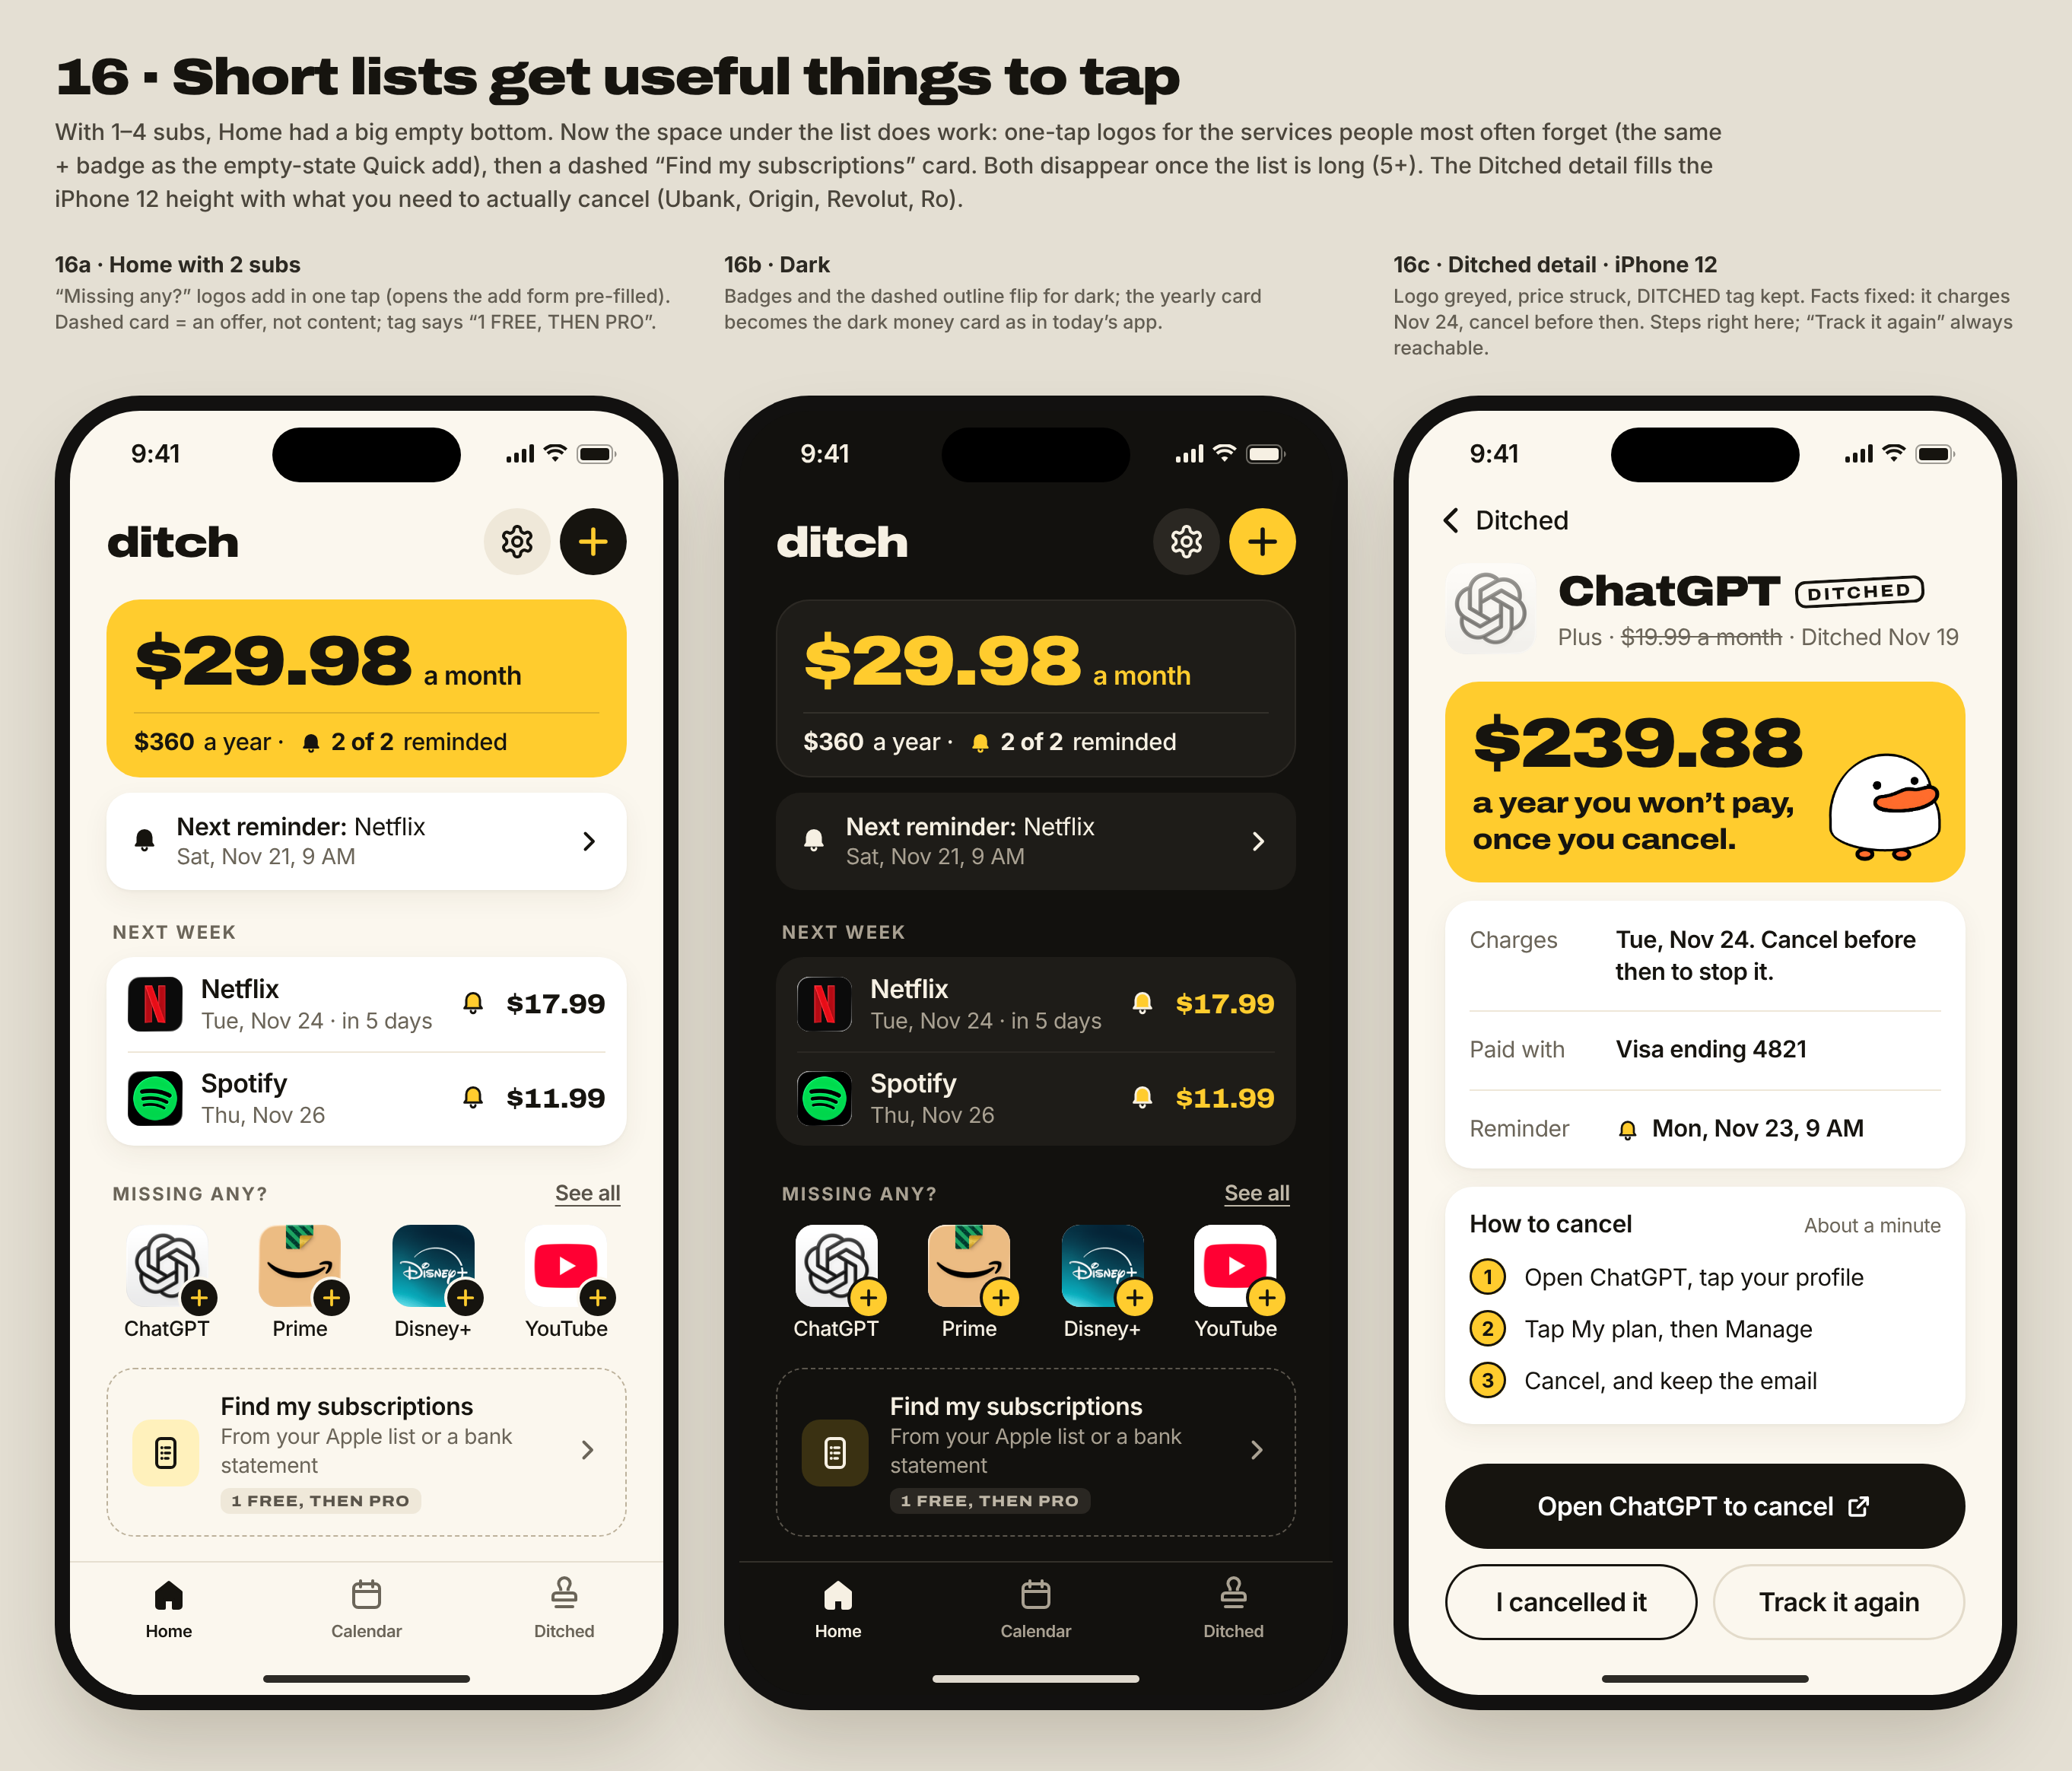 16 · Short lists get useful things to tap
With 1–4 subs, Home had a big empty bottom. Now the space under the list does work: one-tap logos for the services people most often forget (the same
+ badge as the empty-state Quick add), then a dashed “Find my subscriptions” card. Both disappear once the list is long (5+). The Ditched detail fills the
iPhone 12 height with what you need to actually cancel (Ubank, Origin, Revolut, Ro).
16a · Home with 2 subs
“Missing any?” logos add in one tap (opens the add form pre-filled).
Dashed card = an offer, not content; tag says “1 FREE, THEN PRO”.
9:41
ditch
$29.98 a month
$360 a year · 2 of 2 reminded
Next reminder: Netflix
Sat, Nov 21, 9 AM
NEXT WEEK
N
Netflix
Tue, Nov 24 · in 5 days
$17.99
Spotify
Thu, Nov 26
$11.99
MISSING ANY?
See all
Disney+
ChatGPT
Prime
Disney+
YouTube
Find my subscriptions
From your Apple list or a bank
statement
1 FREE, THEN PRO
Home
Calendar
Ditched
16b · Dark
Badges and the dashed outline flip for dark; the yearly card
becomes the dark money card as in today’s app.
9:41
ditch
$29.98 a month
$360 a year · 2 of 2 reminded
Next reminder: Netflix
Sat, Nov 21, 9 AM
NEXT WEEK
N
Netflix
Tue, Nov 24 · in 5 days
$17.99
Spotify
Thu, Nov 26
$11.99
MISSING ANY?
See all
Disney+
ChatGPT
Prime
Disney+
YouTube
Find my subscriptions
From your Apple list or a bank
statement
1 FREE, THEN PRO
Home
Calendar
Ditched
16c · Ditched detail · iPhone 12
Logo greyed, price struck, DITCHED tag kept. Facts fixed: it charges
Nov 24, cancel before then. Steps right here; “Track it again” always
reachable.
9:41
Ditched
ChatGPT DITCHED
Plus · $19.99 a month · Ditched Nov 19
$239.88
a year you won’t pay,
once you cancel.
Charges
Tue, Nov 24. Cancel before
then to stop it.
Paid with
Visa ending 4821
Reminder
Mon, Nov 23, 9 AM
How to cancel
About a minute
1 Open ChatGPT, tap your profile
2 Tap My plan, then Manage
3 Cancel, and keep the email
Open ChatGPT to cancel
I cancelled it
Track it again